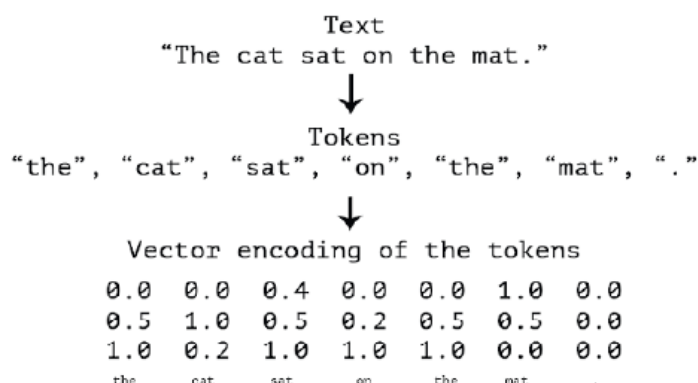 Text
“The cat sat on the mat.”
Tokens
“the”, “cat”, “sat”, “on”, “the”, “mat”, “.”
Vector encoding of the tokens
0.0 0.0 0.4 0.0 0.0 1.0 0.0
0.5 1.0 0.5 0.2 0.5 0.5 0.0
1.0 0.2 1.0 1.0 1.0 0.0 0.0
the cat sat on the mat .